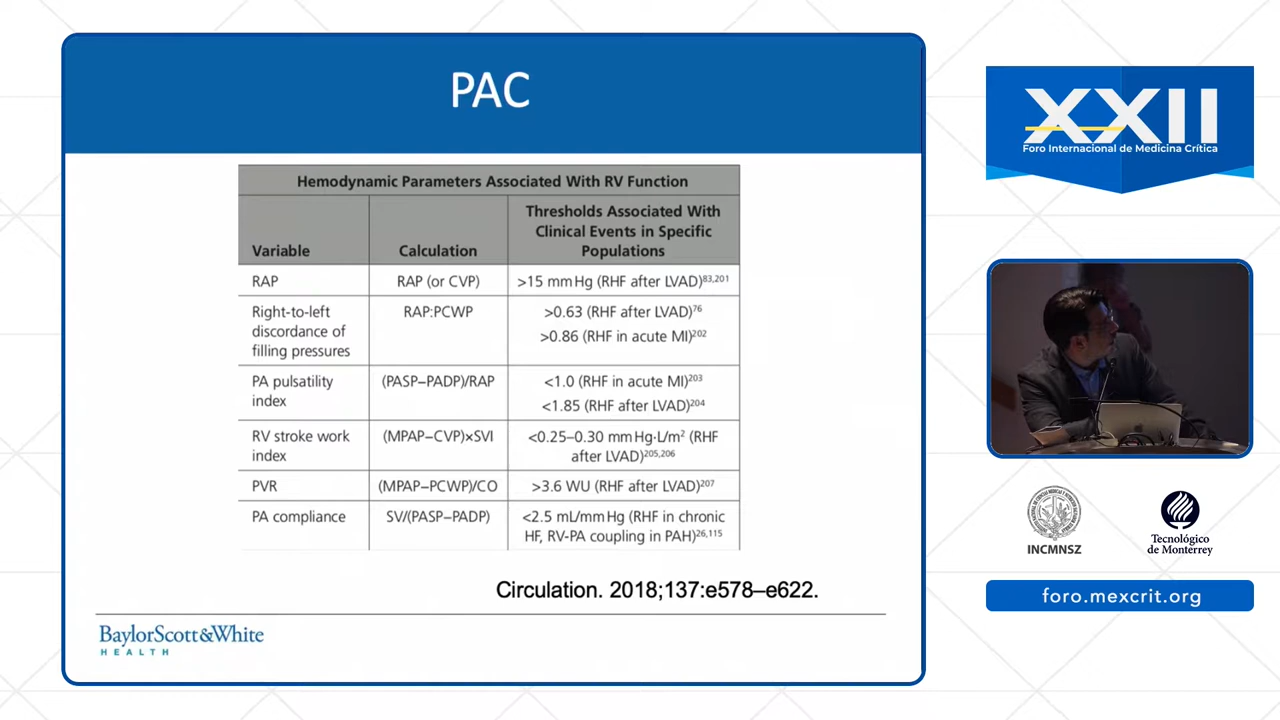 PAC
Hemodynamic Parameters Associated With RV Function
Variable
Calculation
Thresholds Associated With
Clinical Events in Specific
Populations
RAP
RAP (or CVP)
>15 mm Hg (RHF after LVAD)83,201
Right-to-left
discordance of
filling pressures
RAP:PCWP
>0.63 (RHF after LVAD)76
>0.86 (RHF in acute MI)202
PA pulsatility
index
(PASP–PADP)/RAP
<1.0 (RHF in acute MI)203
<1.85 (RHF after LVAD)204
RV stroke work
index
(MPAP–CVP)×SVI
<0.25–0.30 mm Hg·L/m2 (RHF
after LVAD)205,206
PVR
(MPAP–PCWP)/CO
>3.6 WU (RHF after LVAD)207
PA compliance
SV/(PASP–PADP)
<2.5 mL/mm Hg (RHF in chronic
HF, RV-PA coupling in PAH)26,115
Circulation. 2018;137:e578–e622.
BaylorScott&White
HEALTH
XXII
Foro Internacional de Medicina Crítica
INCMNSZ
Tecnológico
de Monterrey
foro.mexcrit.org